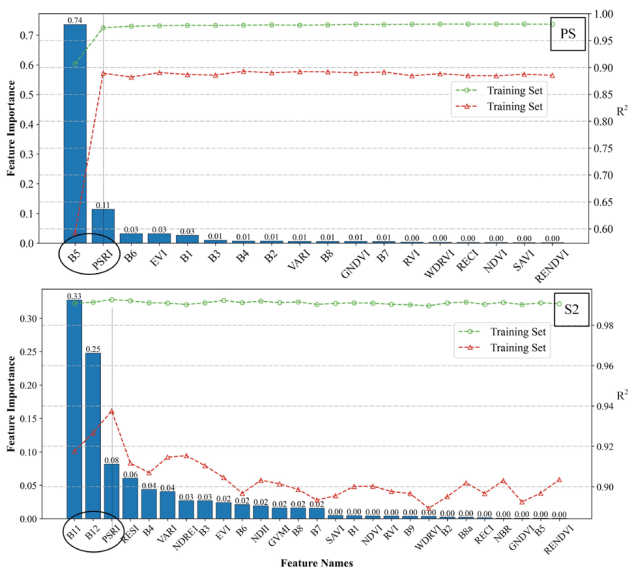 PS
Feature Importance
0.7
0.6
0.5
0.4
0.3
0.2
0.1
0.0
0.74
0.11
0.03
0.03
0.03
0.01
0.01
0.01
0.01
0.01
0.01
0.01
0.00
0.00
0.00
0.00
0.00
0.00
Training Set
Training Set
1.00
0.95
0.90
0.85
0.80
0.75
0.70
0.65
0.60
R²
B5
PSRI
B6
EVI
B1
B3
B4
B2
VARI
B8
GNDVI
B7
RVI
WDRVI
RECI
NDVI
SAVI
RENDVI
S2
Feature Importance
0.30
0.25
0.20
0.15
0.10
0.05
0.00
0.33
0.25
0.08
0.06
0.04
0.04
0.03
0.03
0.02
0.02
0.02
0.02
0.02
0.02
0.00
0.00
0.00
0.00
0.00
0.00
0.00
0.00
0.00
0.00
0.00
0.00
0.00
Training Set
Training Set
0.98
0.96
0.94
0.92
0.90
R²
B11
B12
PSRI
RESI
B4
VARI
NDREI
B3
EVI
B6
NDII
GVMI
B8
B7
SAVI
B1
NDVI
RVI
B9
WDRVI
B2
B8a
RECI
NBR
GNDVI
B5
RENDVI
Feature Names